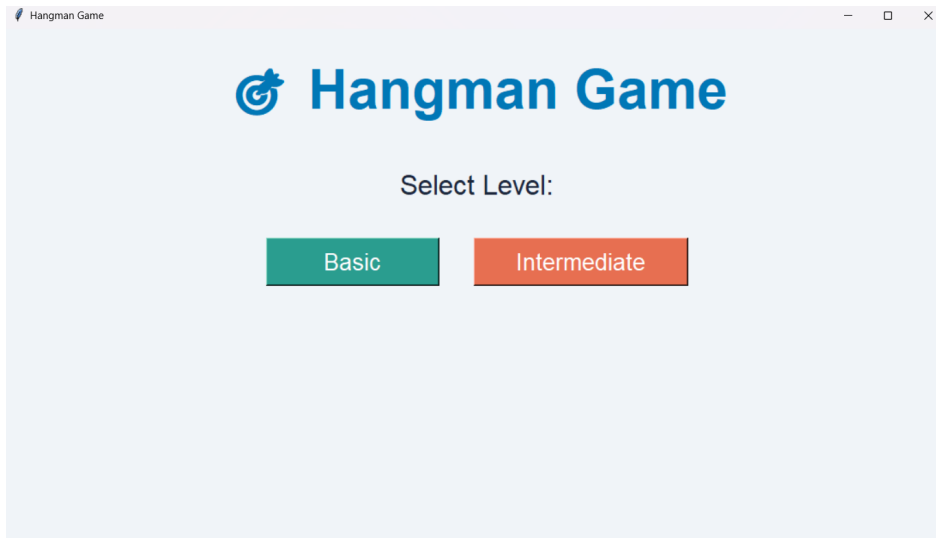 Hangman Game
🎯 Hangman Game
Select Level:
Basic Intermediate